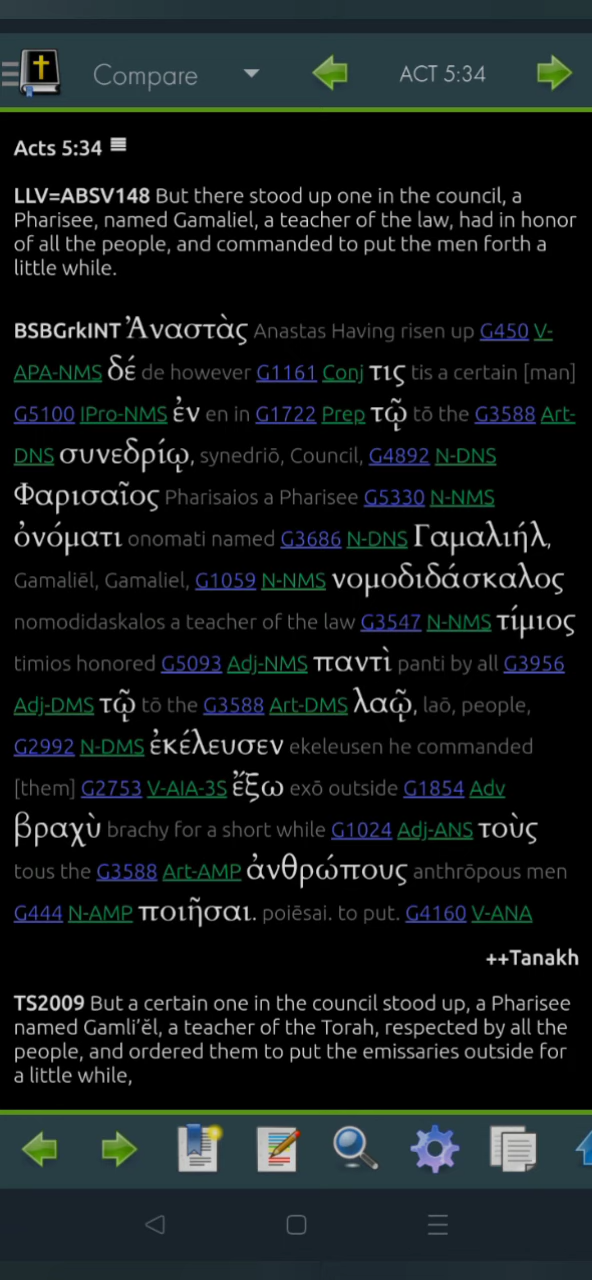 Compare
ACT 5:34
Acts 5:34
LLV=ABSV148 But there stood up one in the council, a
Pharisee, named Gamaliel, a teacher of the law, had in honor
of all the people, and commanded to put the men forth a
little while.
BSBGrkINT Ἀναστὰς Anastas Having risen up G450 V-
APA-NMS δέ de however G1161 Conj τις tis a certain [man]
G5100 IPro-NMS ἐν en in G1722 Prep τῷ tō the G3588 Art-
DNS συνεδρίῳ, synedriō, Council, G4892 N-DNS
Φαρισαῖος Pharisaios a Pharisee G5330 N-NMS
ὀνόματι onomati named G3686 N-DNS Γαμαλιήλ,
Gamaliēl, Gamaliel, G1059 N-NMS νομοδιδάσκαλος
nomodidaskalos a teacher of the law G3547 N-NMS τίμιος
timios honored G5093 Adj-NMS παντὶ panti by all G3956
Adj-DMS τῷ tō the G3588 Art-DMS λαῷ, laō, people,
G2992 N-DMS ἐκέλευσεν ekeleusen he commanded
[them] G2753 V-AIA-3S ἔξω exō outside G1854 Adv
βραχὺ brachy for a short while G1024 Adj-ANS τοὺς
tous the G3588 Art-AMP ἀνθρώπους anthrōpous men
G444 N-AMP ποιῆσαι. poiēsai. to put. G4160 V-ANA
++Tanakh
TS2009 But a certain one in the council stood up, a Pharisee
named Gamli’ĕl, a teacher of the Torah, respected by all the
people, and ordered them to put the emissaries outside for
a little while,